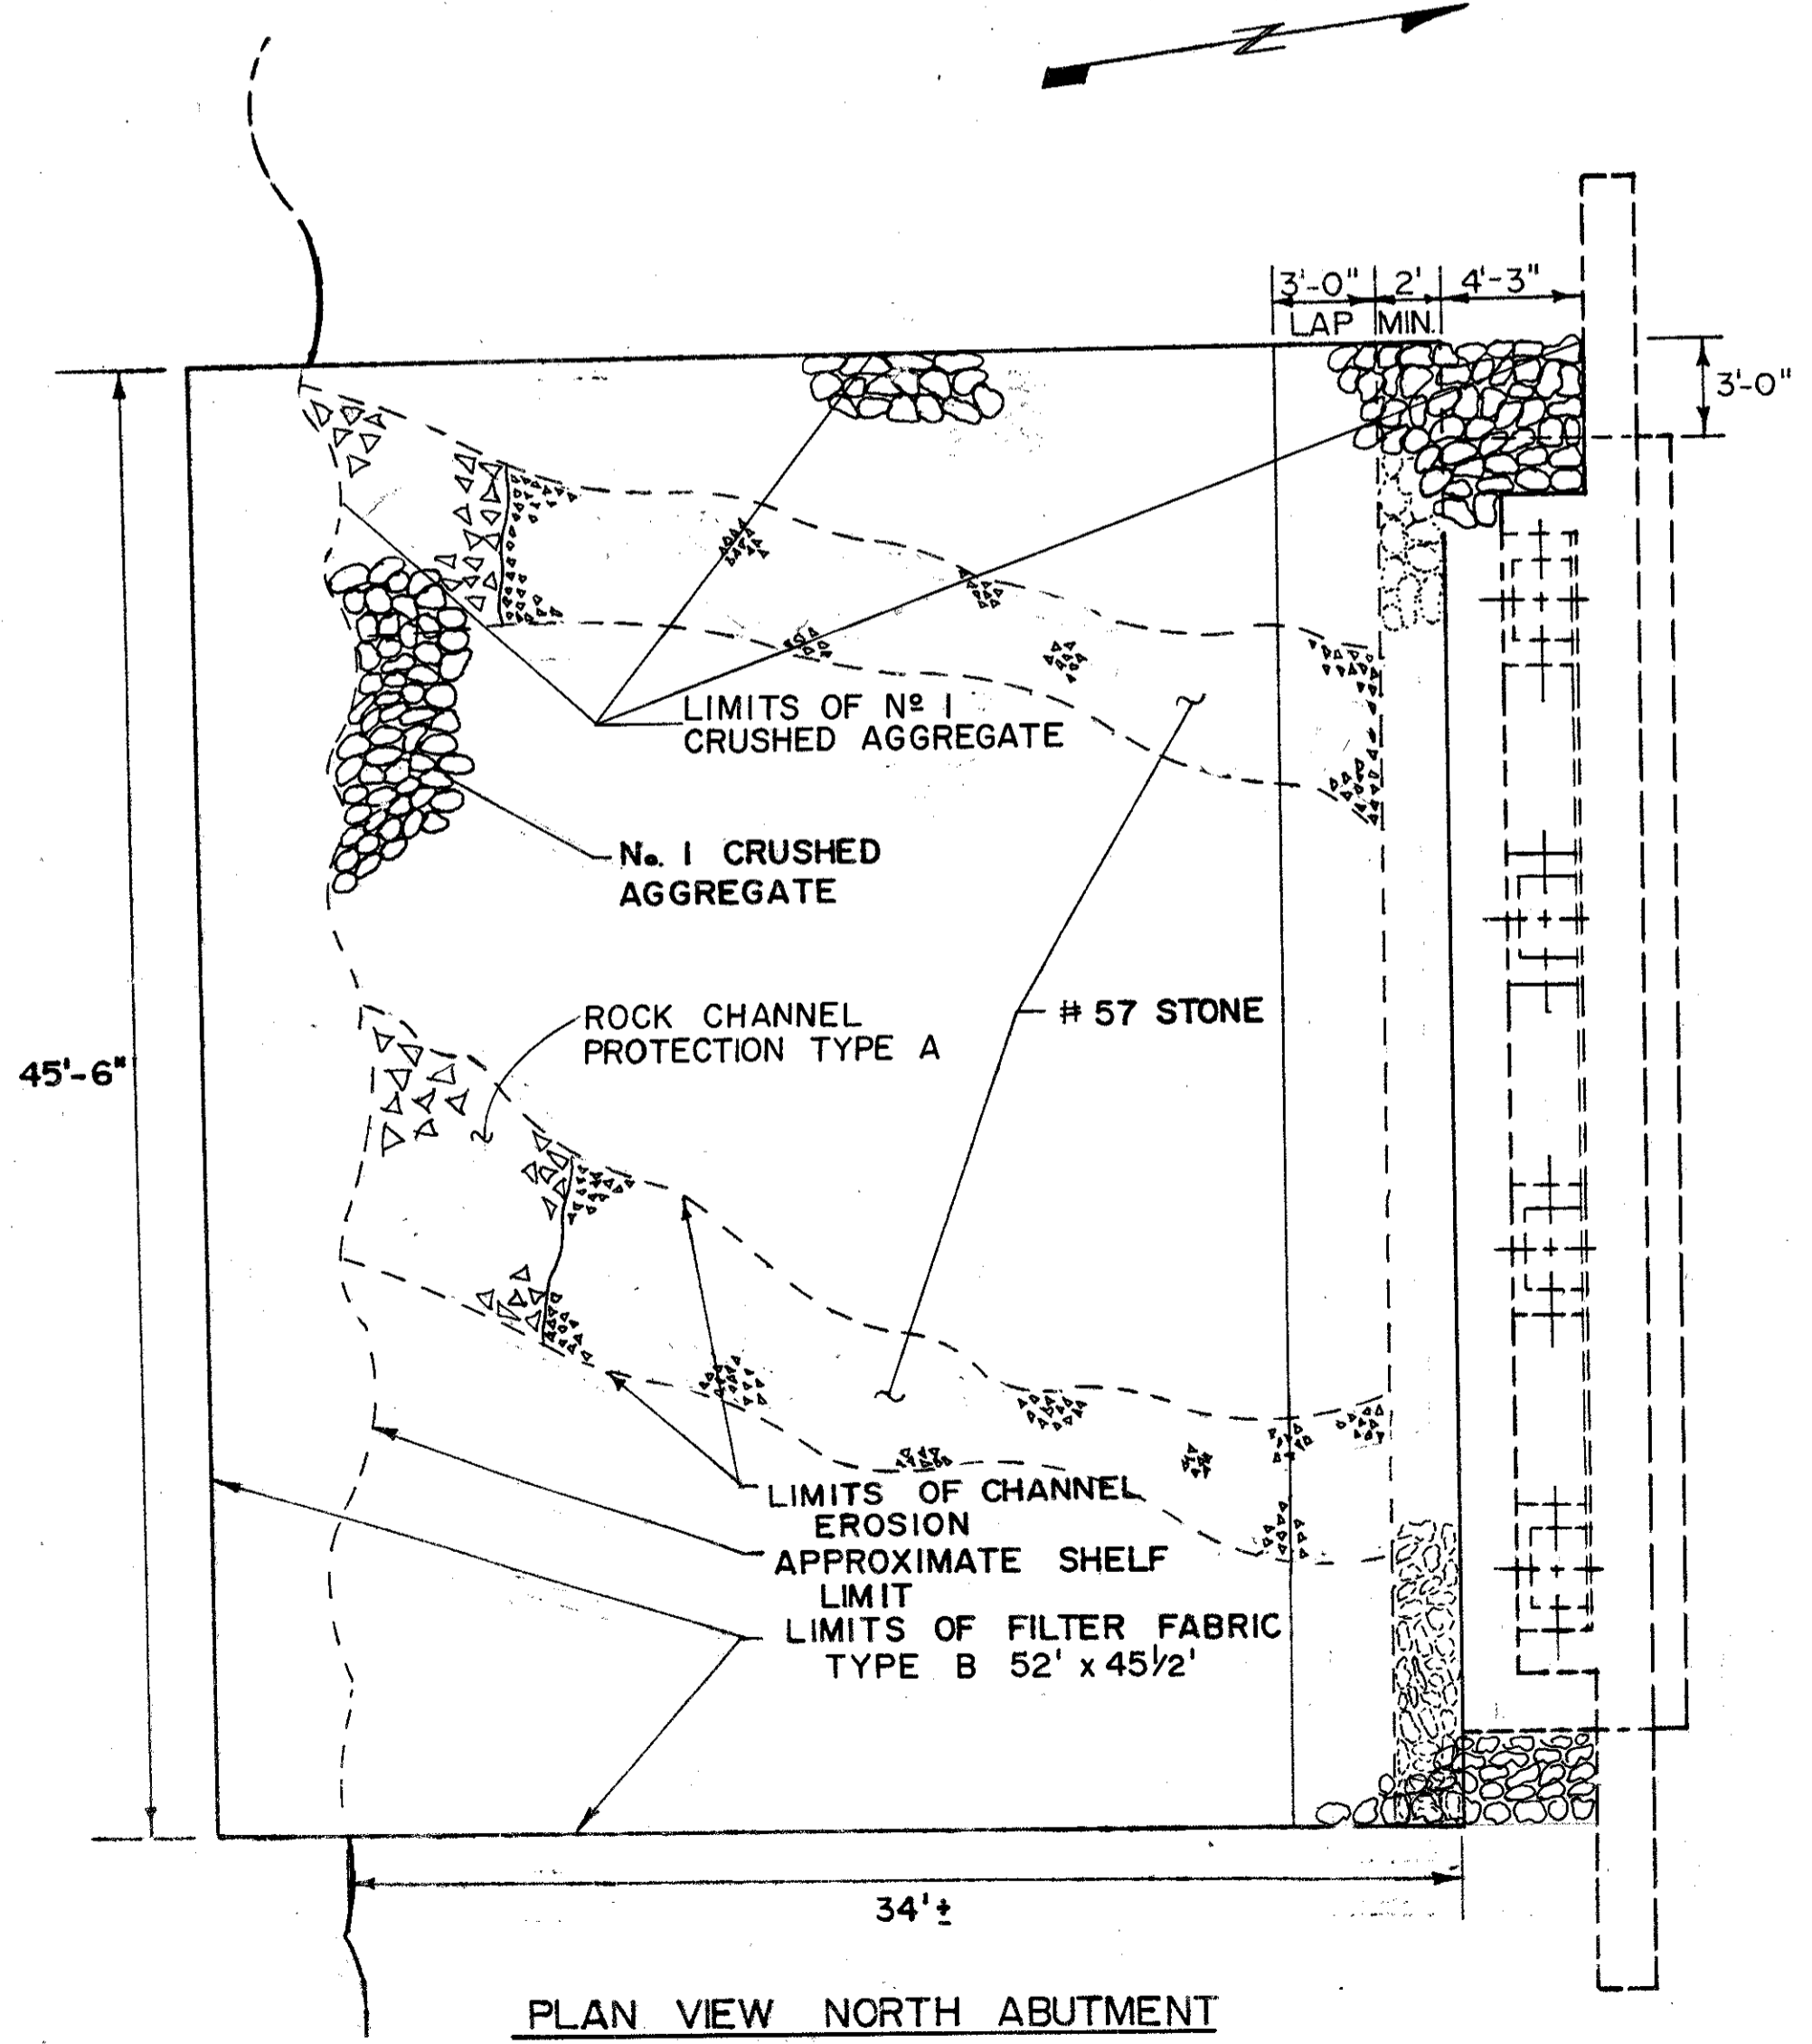 Z
3'-0" 2' 4'-3"
LAP MIN.
3'-0"
LIMITS OF Nº 1
CRUSHED AGGREGATE
No. 1 CRUSHED
AGGREGATE
ROCK CHANNEL
PROTECTION TYPE A
# 57 STONE
45'-6"
LIMITS OF CHANNEL
EROSION
APPROXIMATE SHELF
LIMIT
LIMITS OF FILTER FABRIC
TYPE B 52' x 45½'
34'±
PLAN VIEW NORTH ABUTMENT